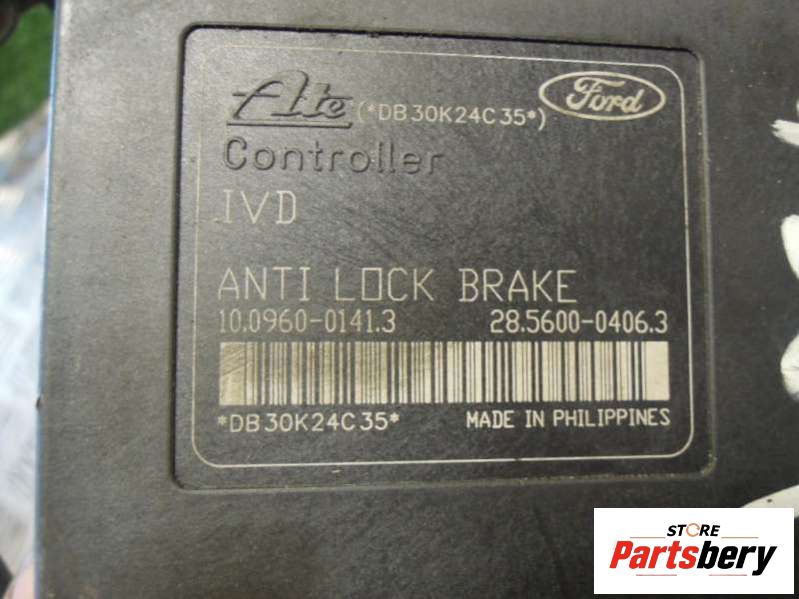 Ate (*DB30K24C35*) Ford
Controller
IVD
ANTI LOCK BRAKE
10.0960-0141.3 28.5600-0406.3
*DB30K24C35* MADE IN PHILIPPINES
STORE
Partsbery